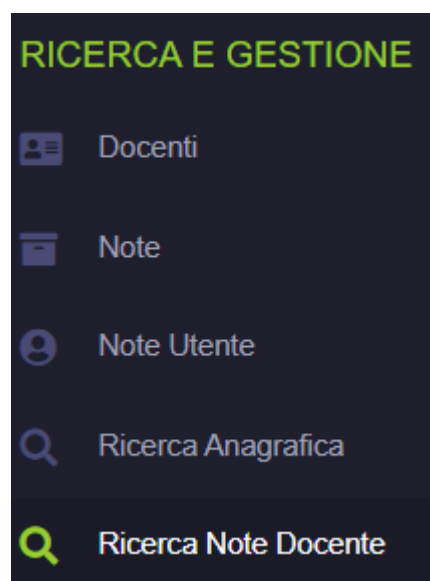 RICERCA E GESTIONE
Docenti
Note
Note Utente
Ricerca Anagrafica
Ricerca Note Docente